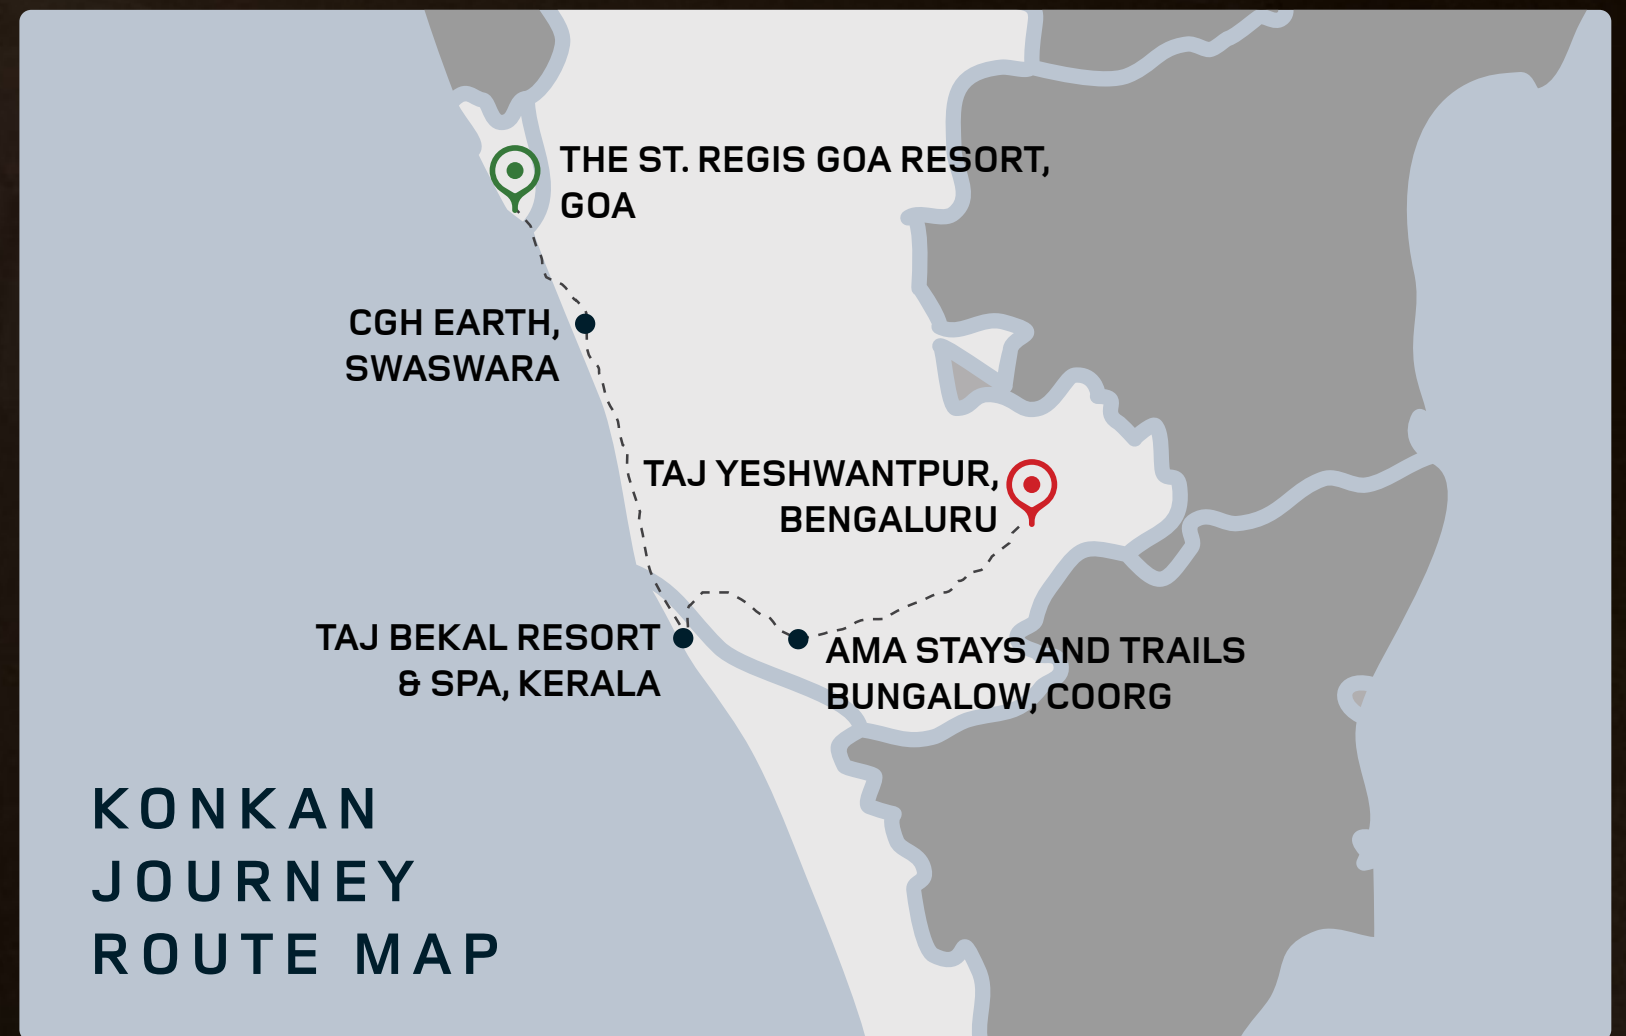 THE ST. REGIS GOA RESORT,
GOA
CGH EARTH,
SWASWARA
TAJ YESHWANTPUR,
BENGALURU
TAJ BEKAL RESORT
& SPA, KERALA
AMA STAYS AND TRAILS
BUNGALOW, COORG
KONKAN
JOURNEY
ROUTE MAP